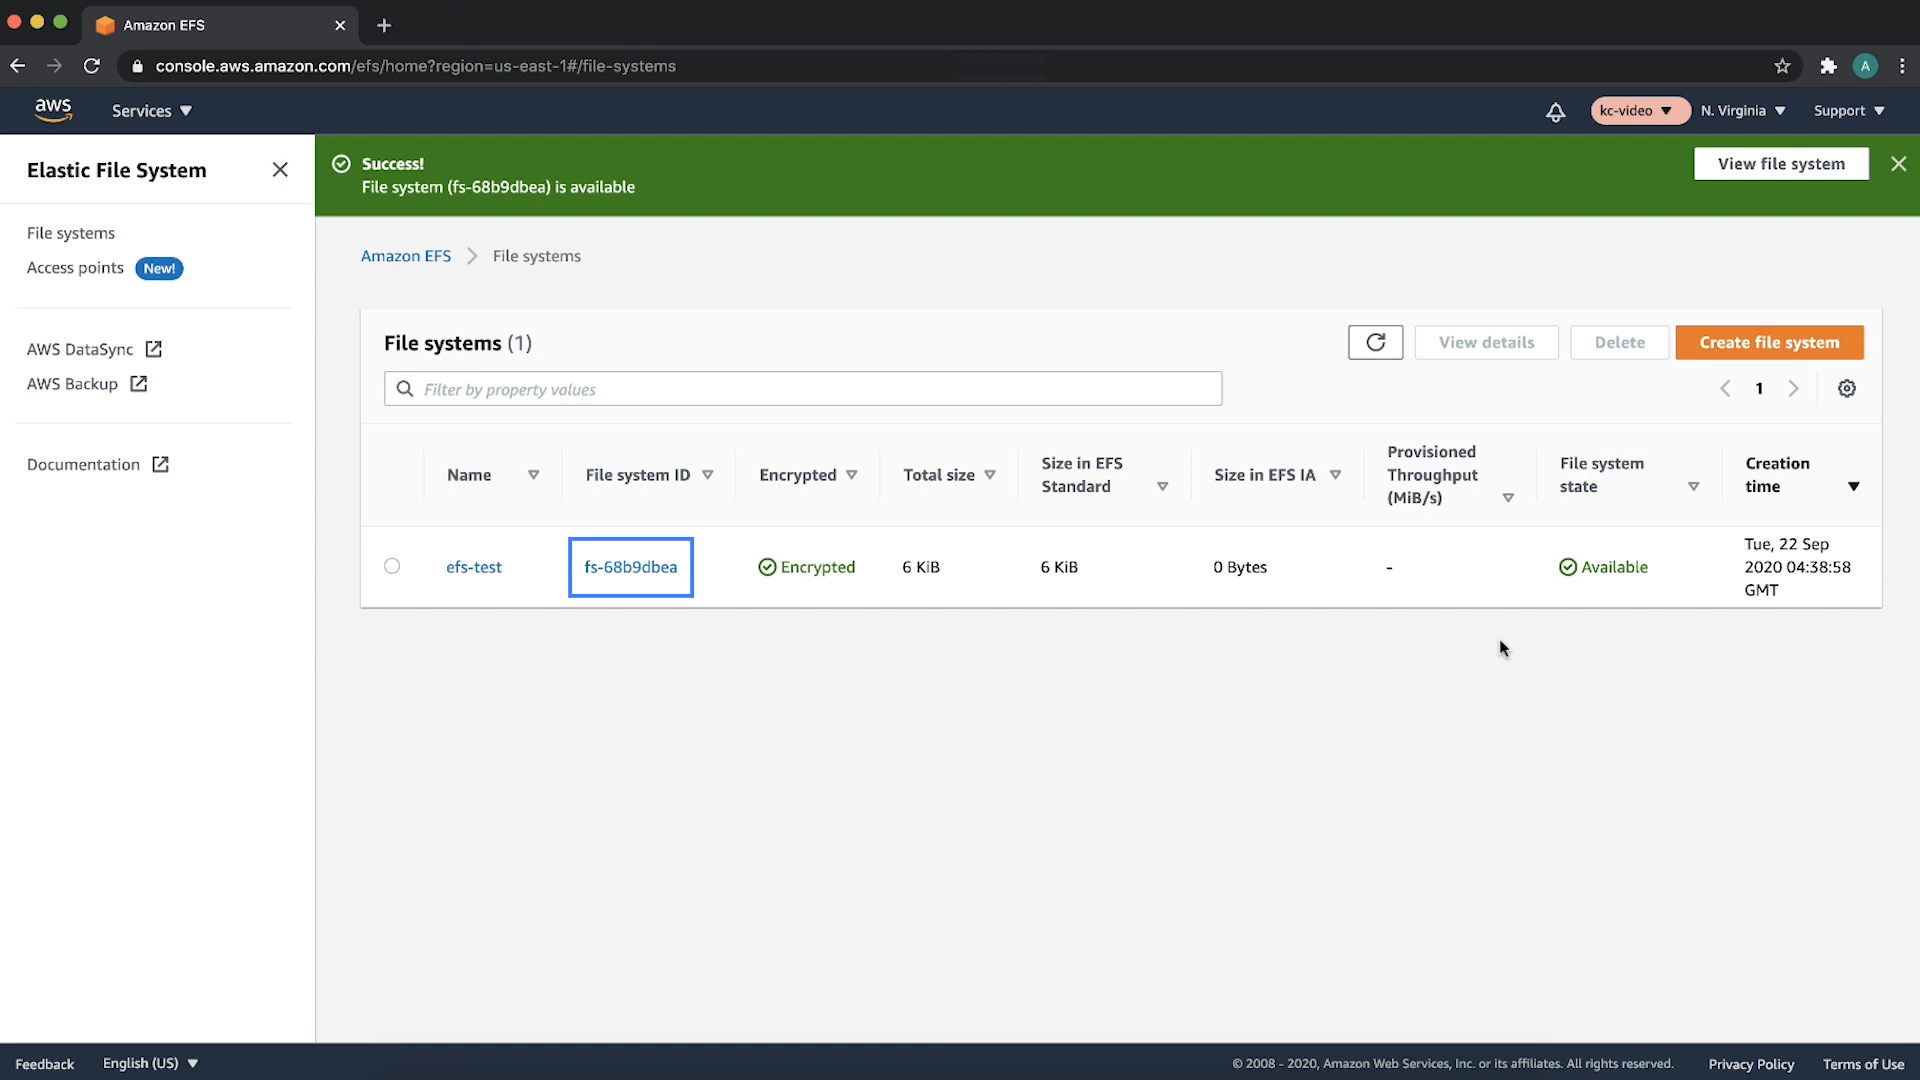 Amazon EFS
console.aws.amazon.com/efs/home?region=us-east-1#/file-systems
A
aws
Services
kc-video
N. Virginia
Support
Elastic File System
File systems
Access points New!
AWS DataSync
AWS Backup
Documentation
Success!
File system (fs-68b9dbea) is available
View file system
Amazon EFS
File systems
File systems (1)
View details
Delete
Create file system
Filter by property values
1
Name
File system ID
Encrypted
Total size
Size in EFS
Standard
Size in EFS IA
Provisioned
Throughput
(MiB/s)
File system
state
Creation
time
efs-test
fs-68b9dbea
Encrypted
6 KiB
6 KiB
0 Bytes
-
Available
Tue, 22 Sep
2020 04:38:58
GMT
Feedback
English (US)
© 2008 - 2020, Amazon Web Services, Inc. or its affiliates. All rights reserved.
Privacy Policy
Terms of Use